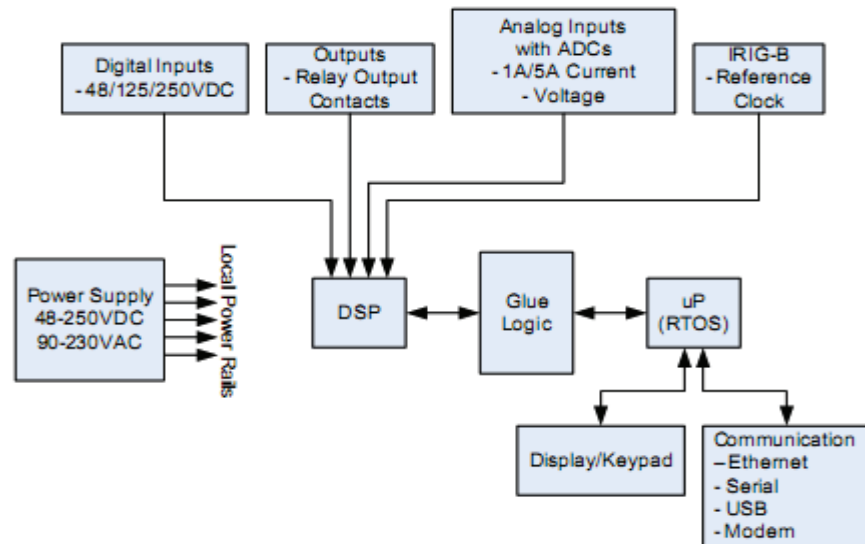 Digital Inputs
- 48/125/250VDC
Outputs
- Relay Output
Contacts
Analog Inputs
with ADCs
- 1A/5A Current
- Voltage
IRIG-B
- Reference
Clock
Power Supply
48-250VDC
90-230VAC
Local Power Rails
DSP
Glue
Logic
uP
(RTOS)
Display/Keypad
Communication
– Ethernet
- Serial
- USB
- Modem